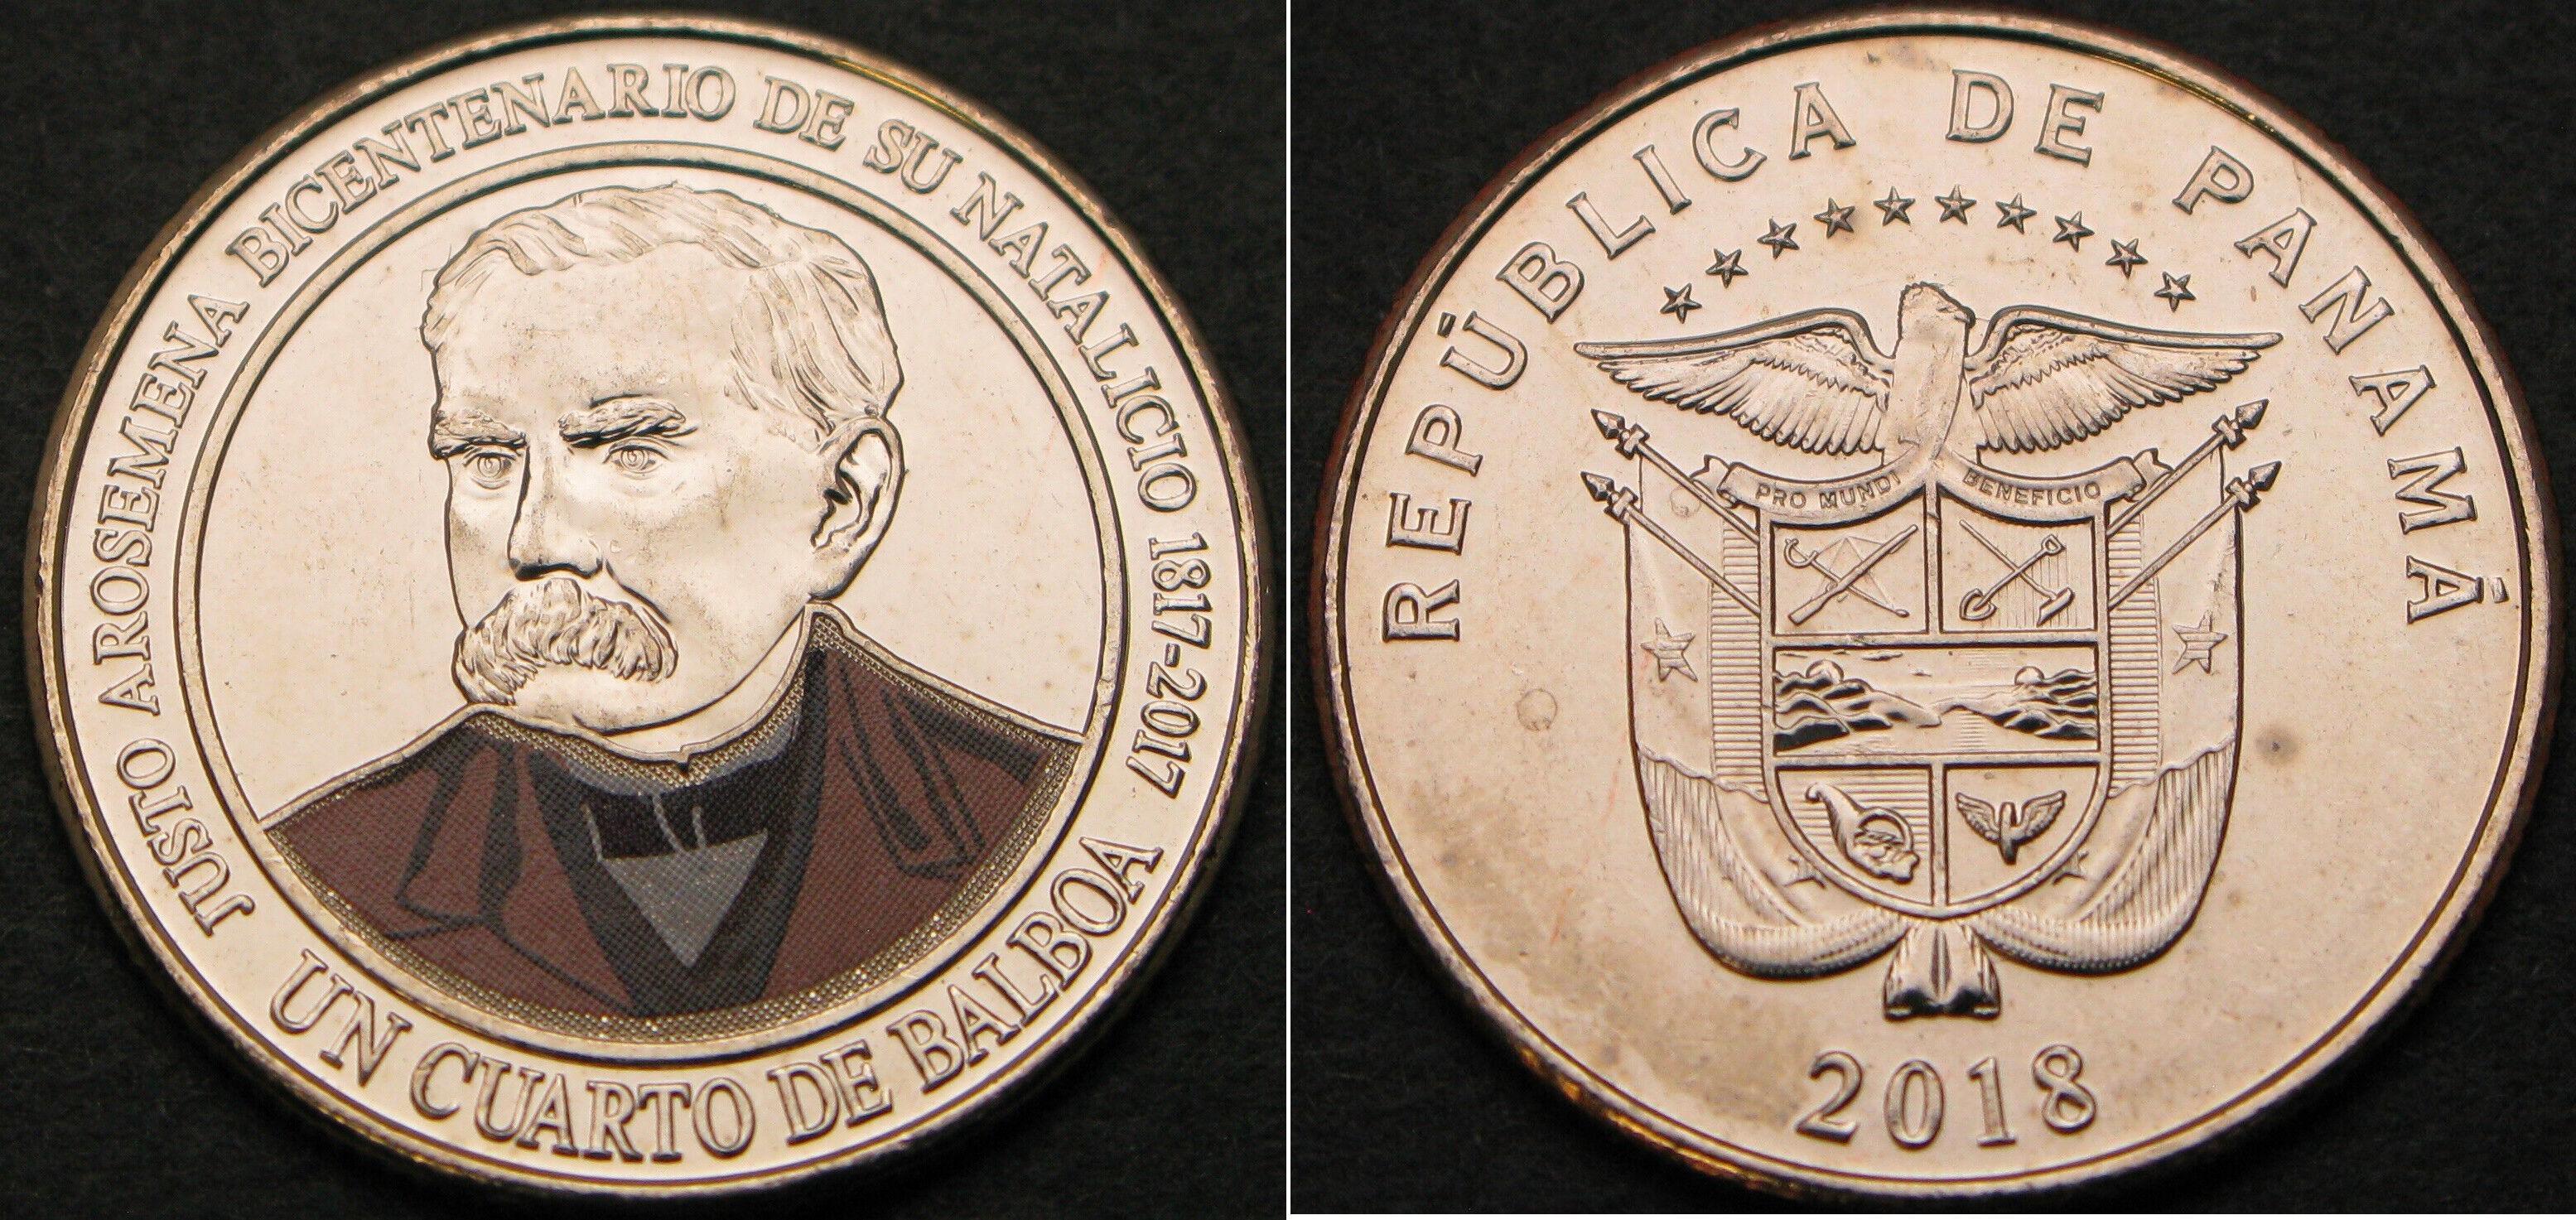 JUSTO AROSEMENA BICENTENARIO DE SU NATALICIO 1817-2017
UN CUARTO DE BALBOA
REPÚBLICA DE PANAMÁ
PRO MUNDI BENEFICIO
2018